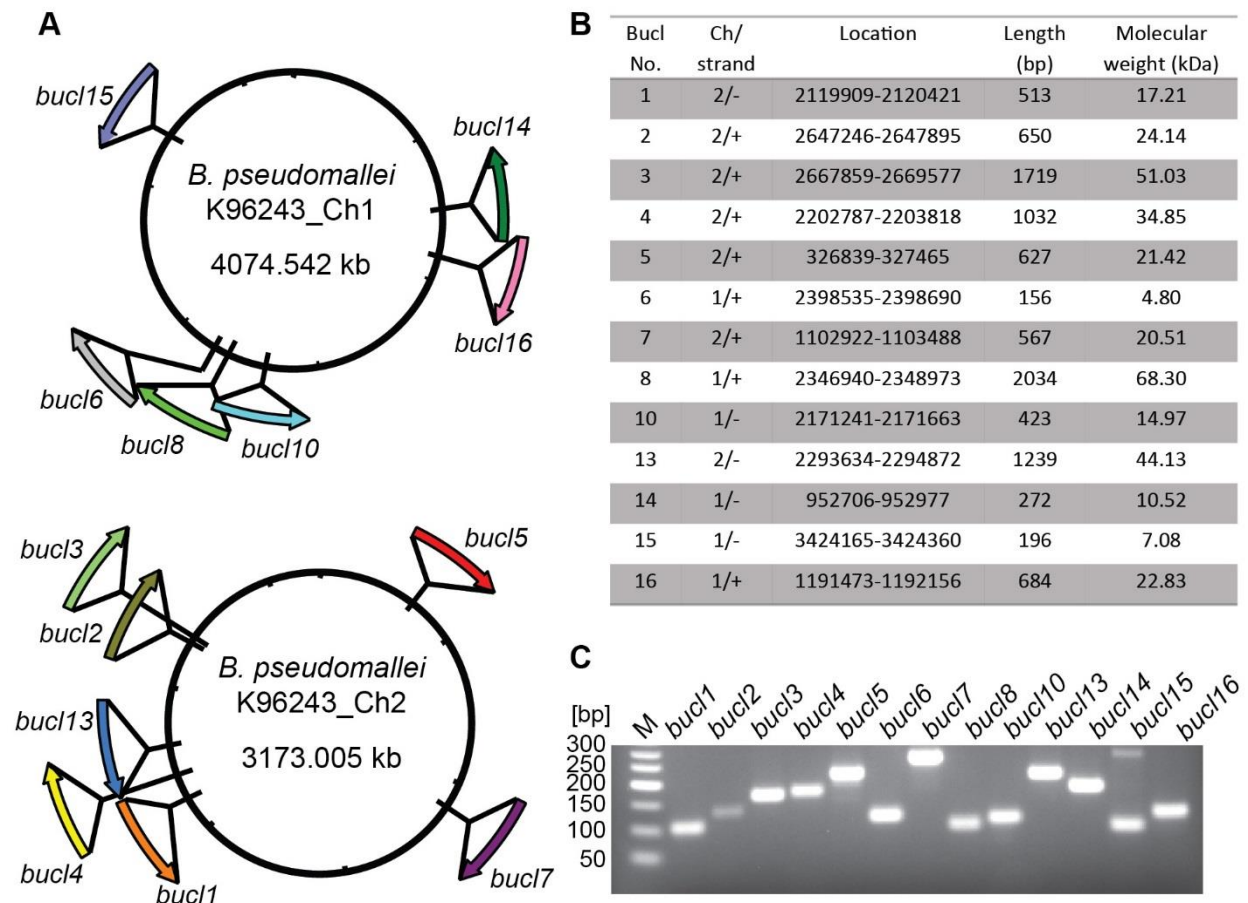 A
bucl15
bucl14
B. pseudomallei
K96243_Ch1
4074.542 kb
bucl16
bucl6
bucl8
bucl10
bucl3
bucl5
bucl2
B. pseudomallei
K96243_Ch2
bucl13
3173.005 kb
bucl4
bucl1
bucl7
B
Bucl No. Ch/ strand Location Length (bp) Molecular weight (kDa)
1 2/- 2119909-2120421 513 17.21
2 2/+ 2647246-2647895 650 24.14
3 2/+ 2667859-2669577 1719 51.03
4 2/+ 2202787-2203818 1032 34.85
5 2/+ 326839-327465 627 21.42
6 1/+ 2398535-2398690 156 4.80
7 2/+ 1102922-1103488 567 20.51
8 1/+ 2346940-2348973 2034 68.30
10 1/- 2171241-2171663 423 14.97
13 2/- 2293634-2294872 1239 44.13
14 1/- 952706-952977 272 10.52
15 1/- 3424165-3424360 196 7.08
16 1/+ 1191473-1192156 684 22.83
C
[bp] M bucl1 bucl2 bucl3 bucl4 bucl5 bucl6 bucl7 bucl8 bucl10 bucl13 bucl14 bucl15 bucl16
300
250
200
150
100
50